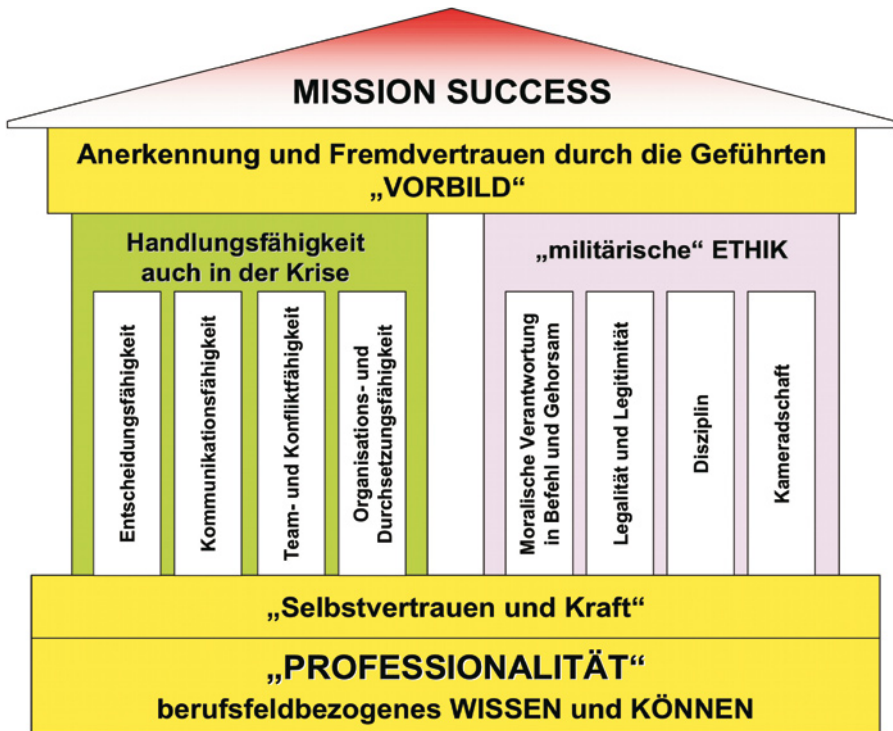 MISSION SUCCESS
Anerkennung und Fremdvertrauen durch die Geführten
„VORBILD“
Handlungsfähigkeit
auch in der Krise
Entscheidungsfähigkeit
Kommunikationsfähigkeit
Team- und Konfliktfähigkeit
Organisations- und
Durchsetzungsfähigkeit
„militärische“ ETHIK
Moralische Verantwortung
in Befehl und Gehorsam
Legalität und Legitimität
Disziplin
Kameradschaft
„Selbstvertrauen und Kraft“
„PROFESSIONALITÄT“
berufsfeldbezogenes WISSEN und KÖNNEN